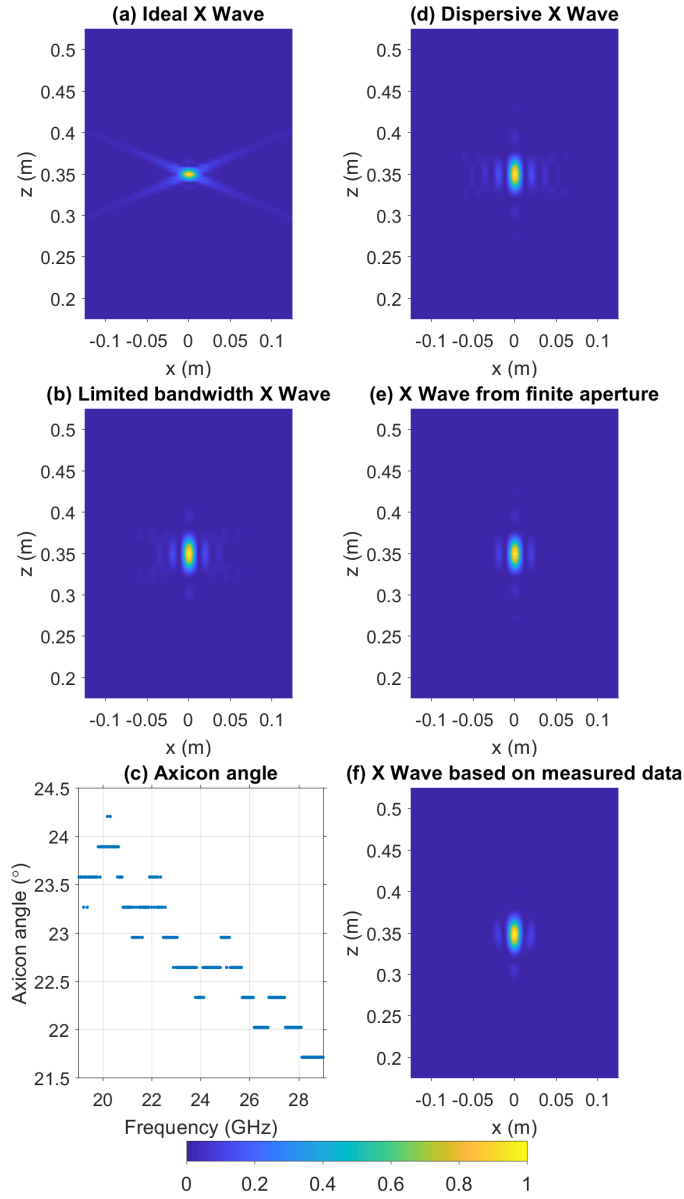 (a) Ideal X Wave
0.5
0.45
0.4
0.35
0.3
0.25
0.2
z (m)
-0.1 -0.05 0 0.05 0.1
x (m)
(d) Dispersive X Wave
0.5
0.45
0.4
0.35
0.3
0.25
0.2
z (m)
-0.1 -0.05 0 0.05 0.1
x (m)
(b) Limited bandwidth X Wave
0.5
0.45
0.4
0.35
0.3
0.25
0.2
z (m)
-0.1 -0.05 0 0.05 0.1
x (m)
(e) X Wave from finite aperture
0.5
0.45
0.4
0.35
0.3
0.25
0.2
z (m)
-0.1 -0.05 0 0.05 0.1
x (m)
(c) Axicon angle
24.5
24
23.5
23
22.5
22
21.5
Axicon angle (°)
20 22 24 26 28
Frequency (GHz)
(f) X Wave based on measured data
0.5
0.45
0.4
0.35
0.3
0.25
0.2
z (m)
-0.1 -0.05 0 0.05 0.1
x (m)
0 0.2 0.4 0.6 0.8 1